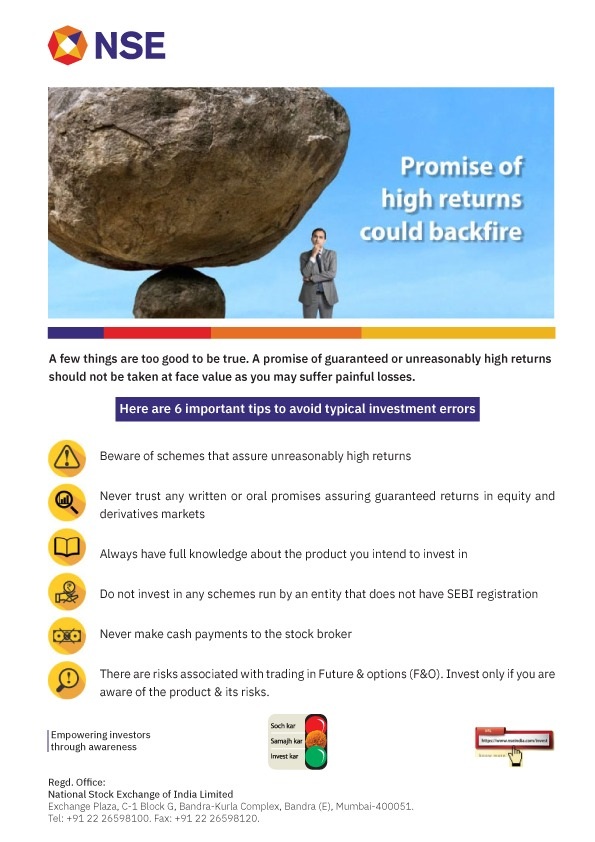 NSE
Promise of
high returns
could backfire
A few things are too good to be true. A promise of guaranteed or unreasonably high returns
should not be taken at face value as you may suffer painful losses.
Here are 6 important tips to avoid typical investment errors
Beware of schemes that assure unreasonably high returns
Never trust any written or oral promises assuring guaranteed returns in equity and
derivatives markets
Always have full knowledge about the product you intend to invest in
Do not invest in any schemes run by an entity that does not have SEBI registration
Never make cash payments to the stock broker
There are risks associated with trading in Future & options (F&O). Invest only if you are
aware of the product & its risks.
Empowering investors
through awareness
Soch kar
Samajh kar
Invest kar
Regd. Office:
National Stock Exchange of India Limited
Exchange Plaza, C-1 Block G, Bandra-Kurla Complex, Bandra (E), Mumbai-400051.
Tel: +91 22 26598100. Fax: +91 22 26598120.